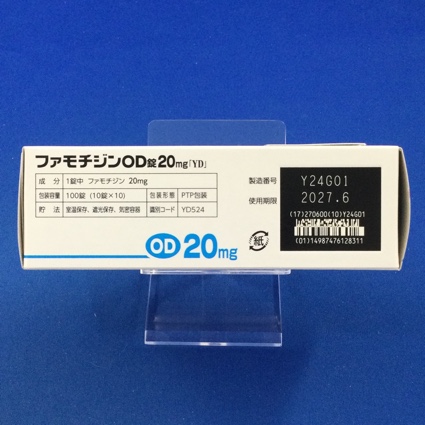 ファモチジンOD錠20mg「YD」
成 分 1錠中 ファモチジン 20mg
包装容量 100錠 (10錠×10) 包装形態 PTP包装
貯 法 室温保存、遮光保存、気密容器 識別コード YD524
製造番号 Y24G01
使用期限 2027.6
(17)270600(10)Y24G01
(01)14987476128311
紙
OD 20mg